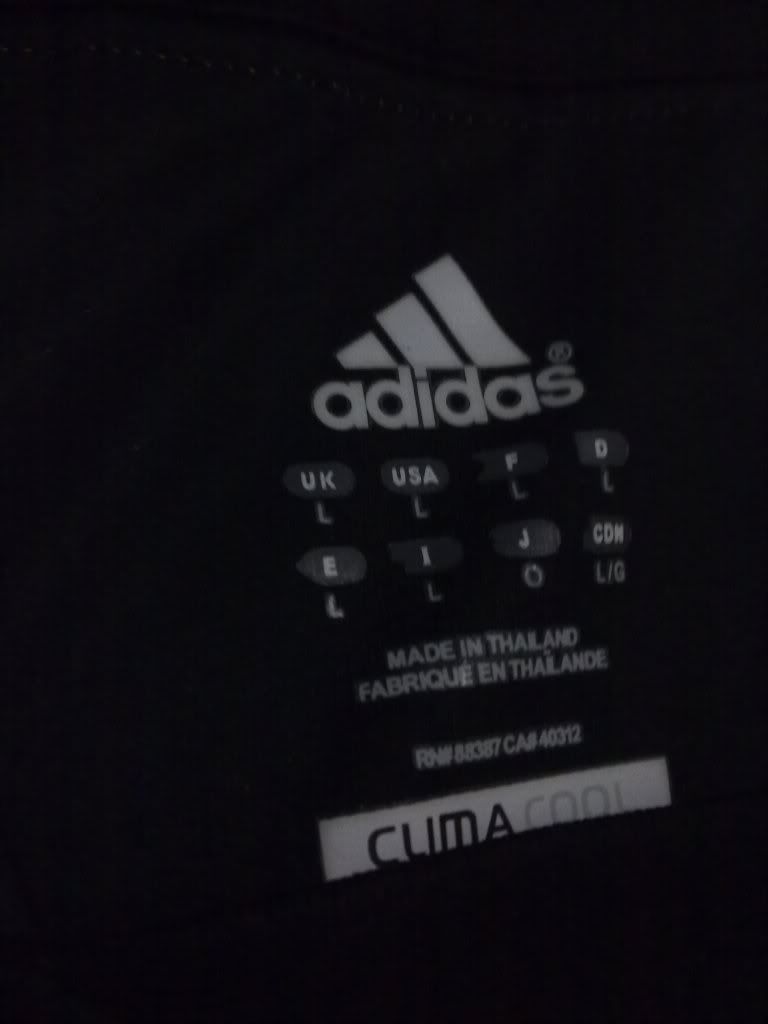 adidas®
UK USA F D
L L L L
E I J CDN
L L O L/G
MADE IN THAILAND
FABRIQUÉ EN THAÏLANDE
RN# 88387 CA# 40312
CLIMACOOL